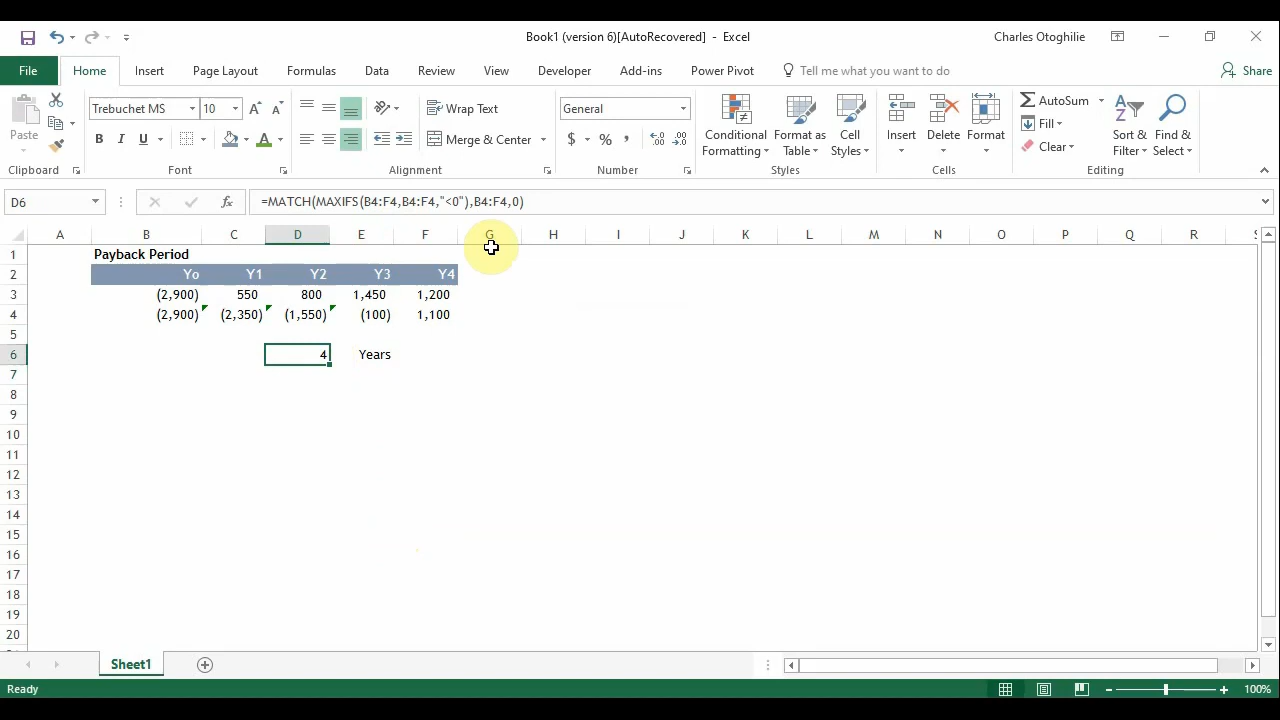 Book1 (version 6)[AutoRecovered] - Excel
Charles Otoghilie
File Home Insert Page Layout Formulas Data Review View Developer Add-ins Power Pivot Tell me what you want to do Share
Paste
Trebuchet MS 10
Wrap Text
General
Conditional Formatting
Format as Table
Cell Styles
Insert Delete Format
AutoSum
B I U
Merge & Center
$ % ,
Fill
Clear
Sort & Filter
Find & Select
Clipboard Font Alignment Number Styles Cells Editing
D6 fx =MATCH(MAXIFS(B4:F4,B4:F4,"<0"),B4:F4,0)
A B C D E F G H I J K L M N O P Q R S
1 Payback Period
2 Yo Y1 Y2 Y3 Y4
3 (2,900) 550 800 1,450 1,200
4 (2,900) (2,350) (1,550) (100) 1,100
5
6 4 Years
7
8
9
10
11
12
13
14
15
16
17
18
19
20
Sheet1
Ready 100%